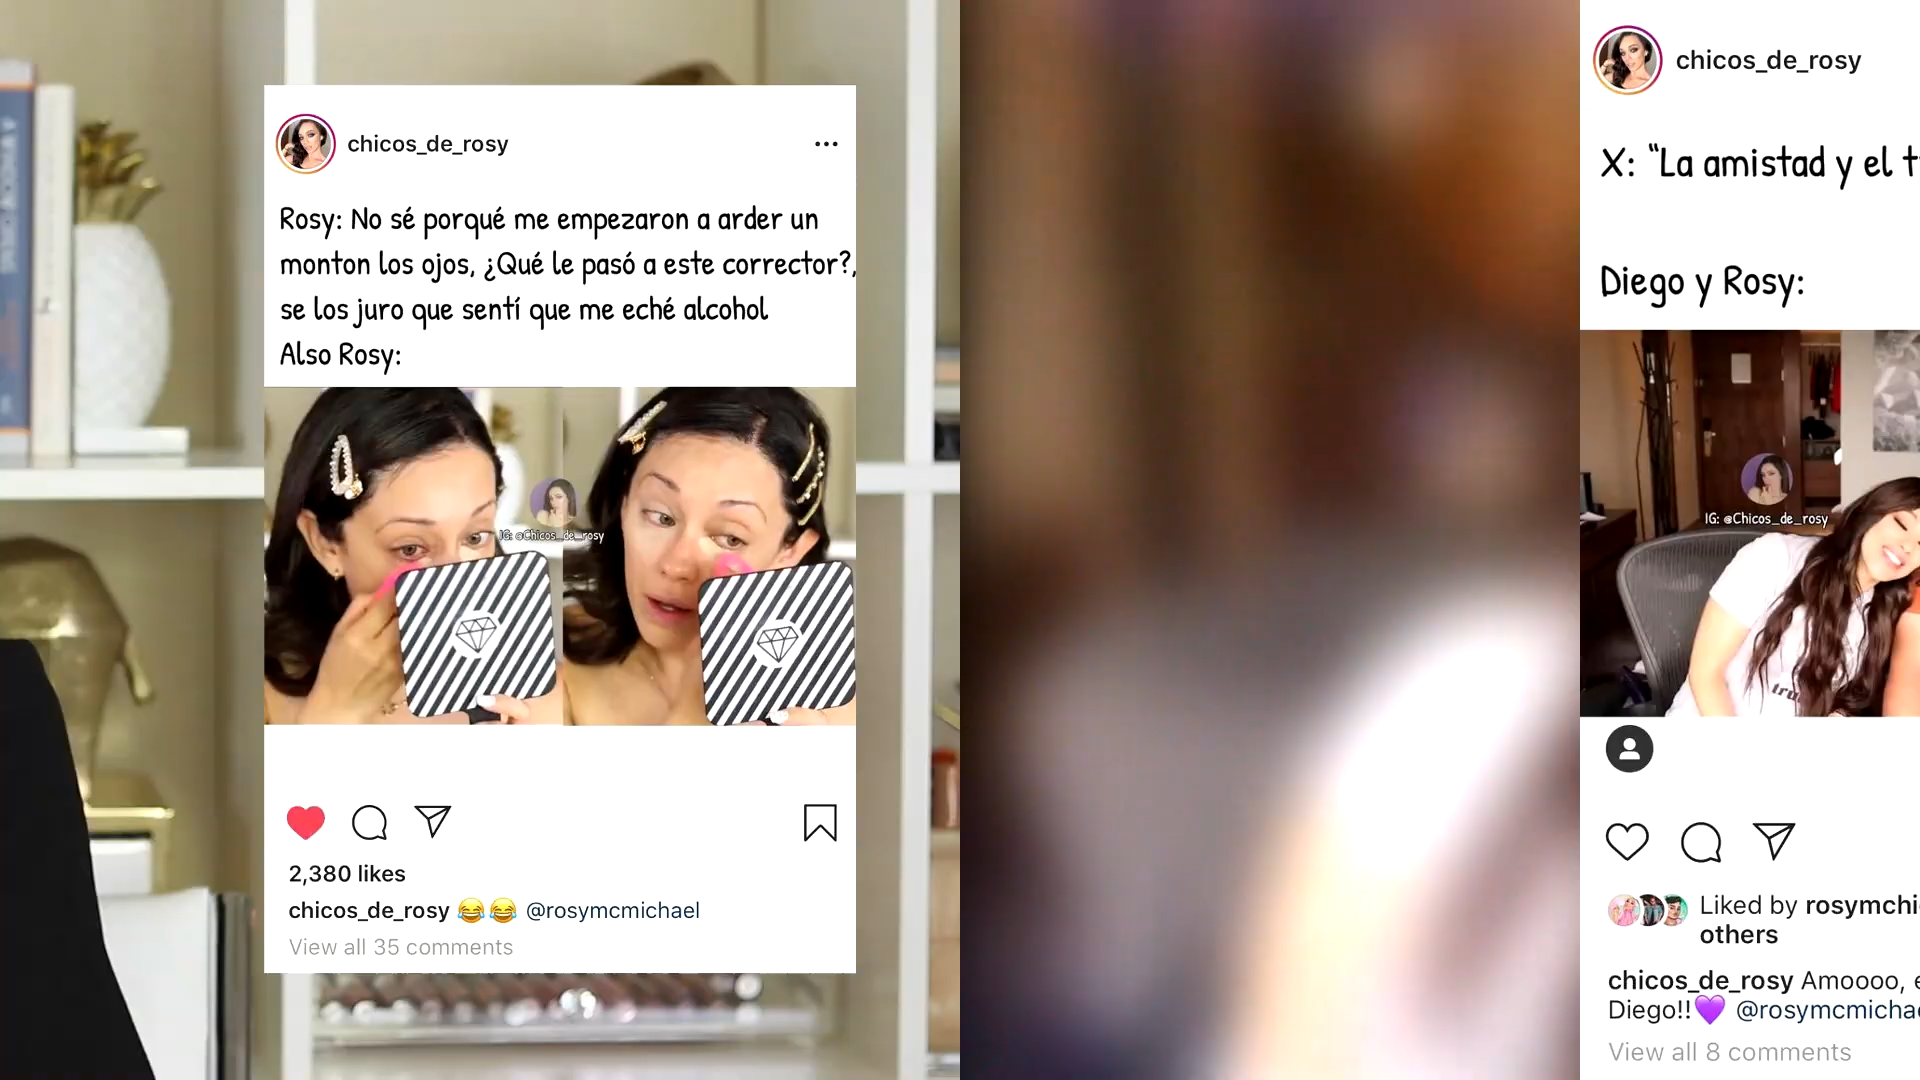 chicos_de_rosy
Rosy: No sé porqué me empezaron a arder un
monton los ojos, ¿Qué le pasó a este corrector?,
se los juro que sentí que me eché alcohol
Also Rosy:
IG: @Chicos_de_rosy
2,380 likes
chicos_de_rosy 😂😂 @rosymcmichael
View all 35 comments
chicos_de_rosy
X: “La amistad y el
Diego y Rosy:
IG: @Chicos_de_rosy
Liked by
others
chicos_de_rosy Amoooo,
Diego!!💜
View all 8 comments